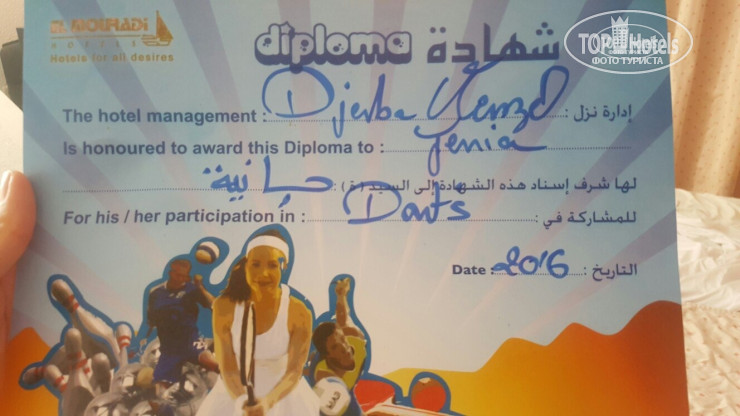 EL MOURADI
HOTELS
Hotels for all desires
diploma شهادة
TOP Hotels
ФОТО ТУРИСТА
The hotel management : Djerba Menzel إدارة نزل :
Is honoured to award this Diploma to : Jenia
لها شرف إسناد هذه الشهادة إلى السيد(ة) :
For his / her participation in : Darts للمشاركة في :
Date : 2016 التاريخ :